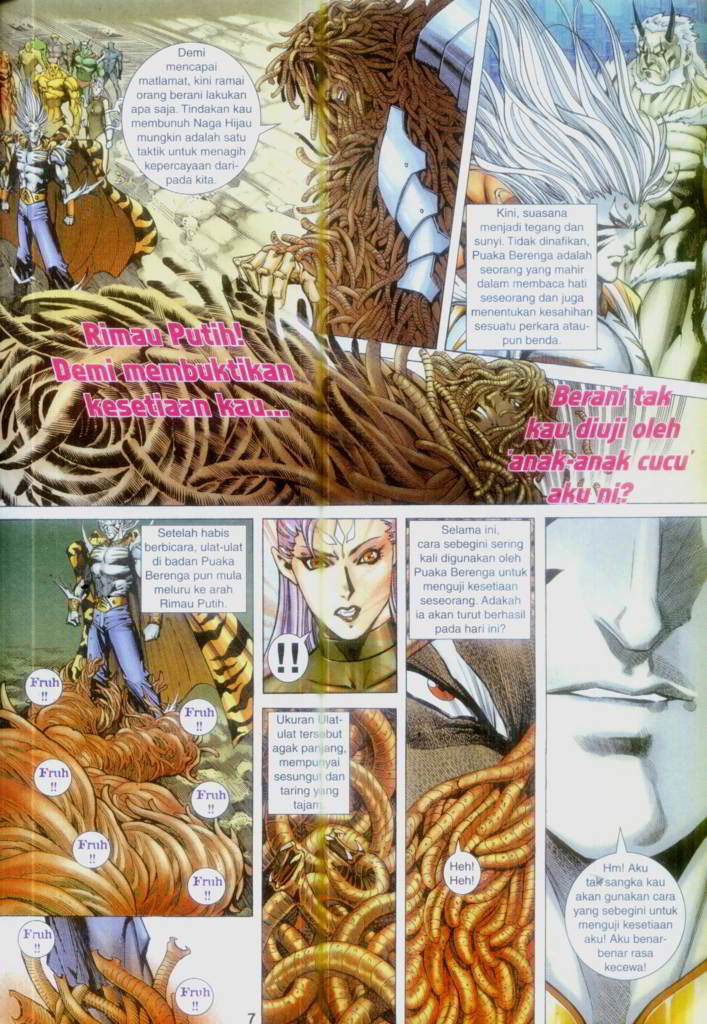 Demi
mencapai
matlamat, kini ramai
orang berani lakukan
apa saja. Tindakan kau
membunuh Naga Hijau
mungkin adalah satu
taktik untuk menagih
kepercayaan dari-
pada kita.
Kini, suasana
menjadi tegang dan
sunyi. Tidak dinafikan,
Puaka Berenga adalah
seorang yang mahir
dalam membaca hati
seseorang dan juga
menentukan kesahihan
sesuatu perkara atau-
pun benda.
Rimau Putih!
Demi membuktikan
kesetiaan kau...
Berani tak
kau diuji oleh
'anak-anak cucu'
aku ni?
Setelah habis
berbicara, ulat-ulat
di badan Puaka
Berenga pun mula
meluru ke arah
Rimau Putih.
Fruh
!!
Fruh
!!
Fruh
!!
Fruh
!!
Fruh
!!
Fruh
!!
Fruh
!!
Fruh
!!
!!
Ukuran Ulat-
ulat tersebut
agak panjang,
mempunyai
sesungut dan
taring yang
tajam.
Selama ini,
cara sebegini sering
kali digunakan oleh
Puaka Berenga untuk
menguji kesetiaan
seseorang. Adakah
ia akan turut berhasil
pada hari ini?
Heh!
Heh!
Hm! Aku
tak sangka kau
akan gunakan cara
yang sebegini untuk
menguji kesetiaan
aku! Aku benar-
benar rasa
kecewa!
7